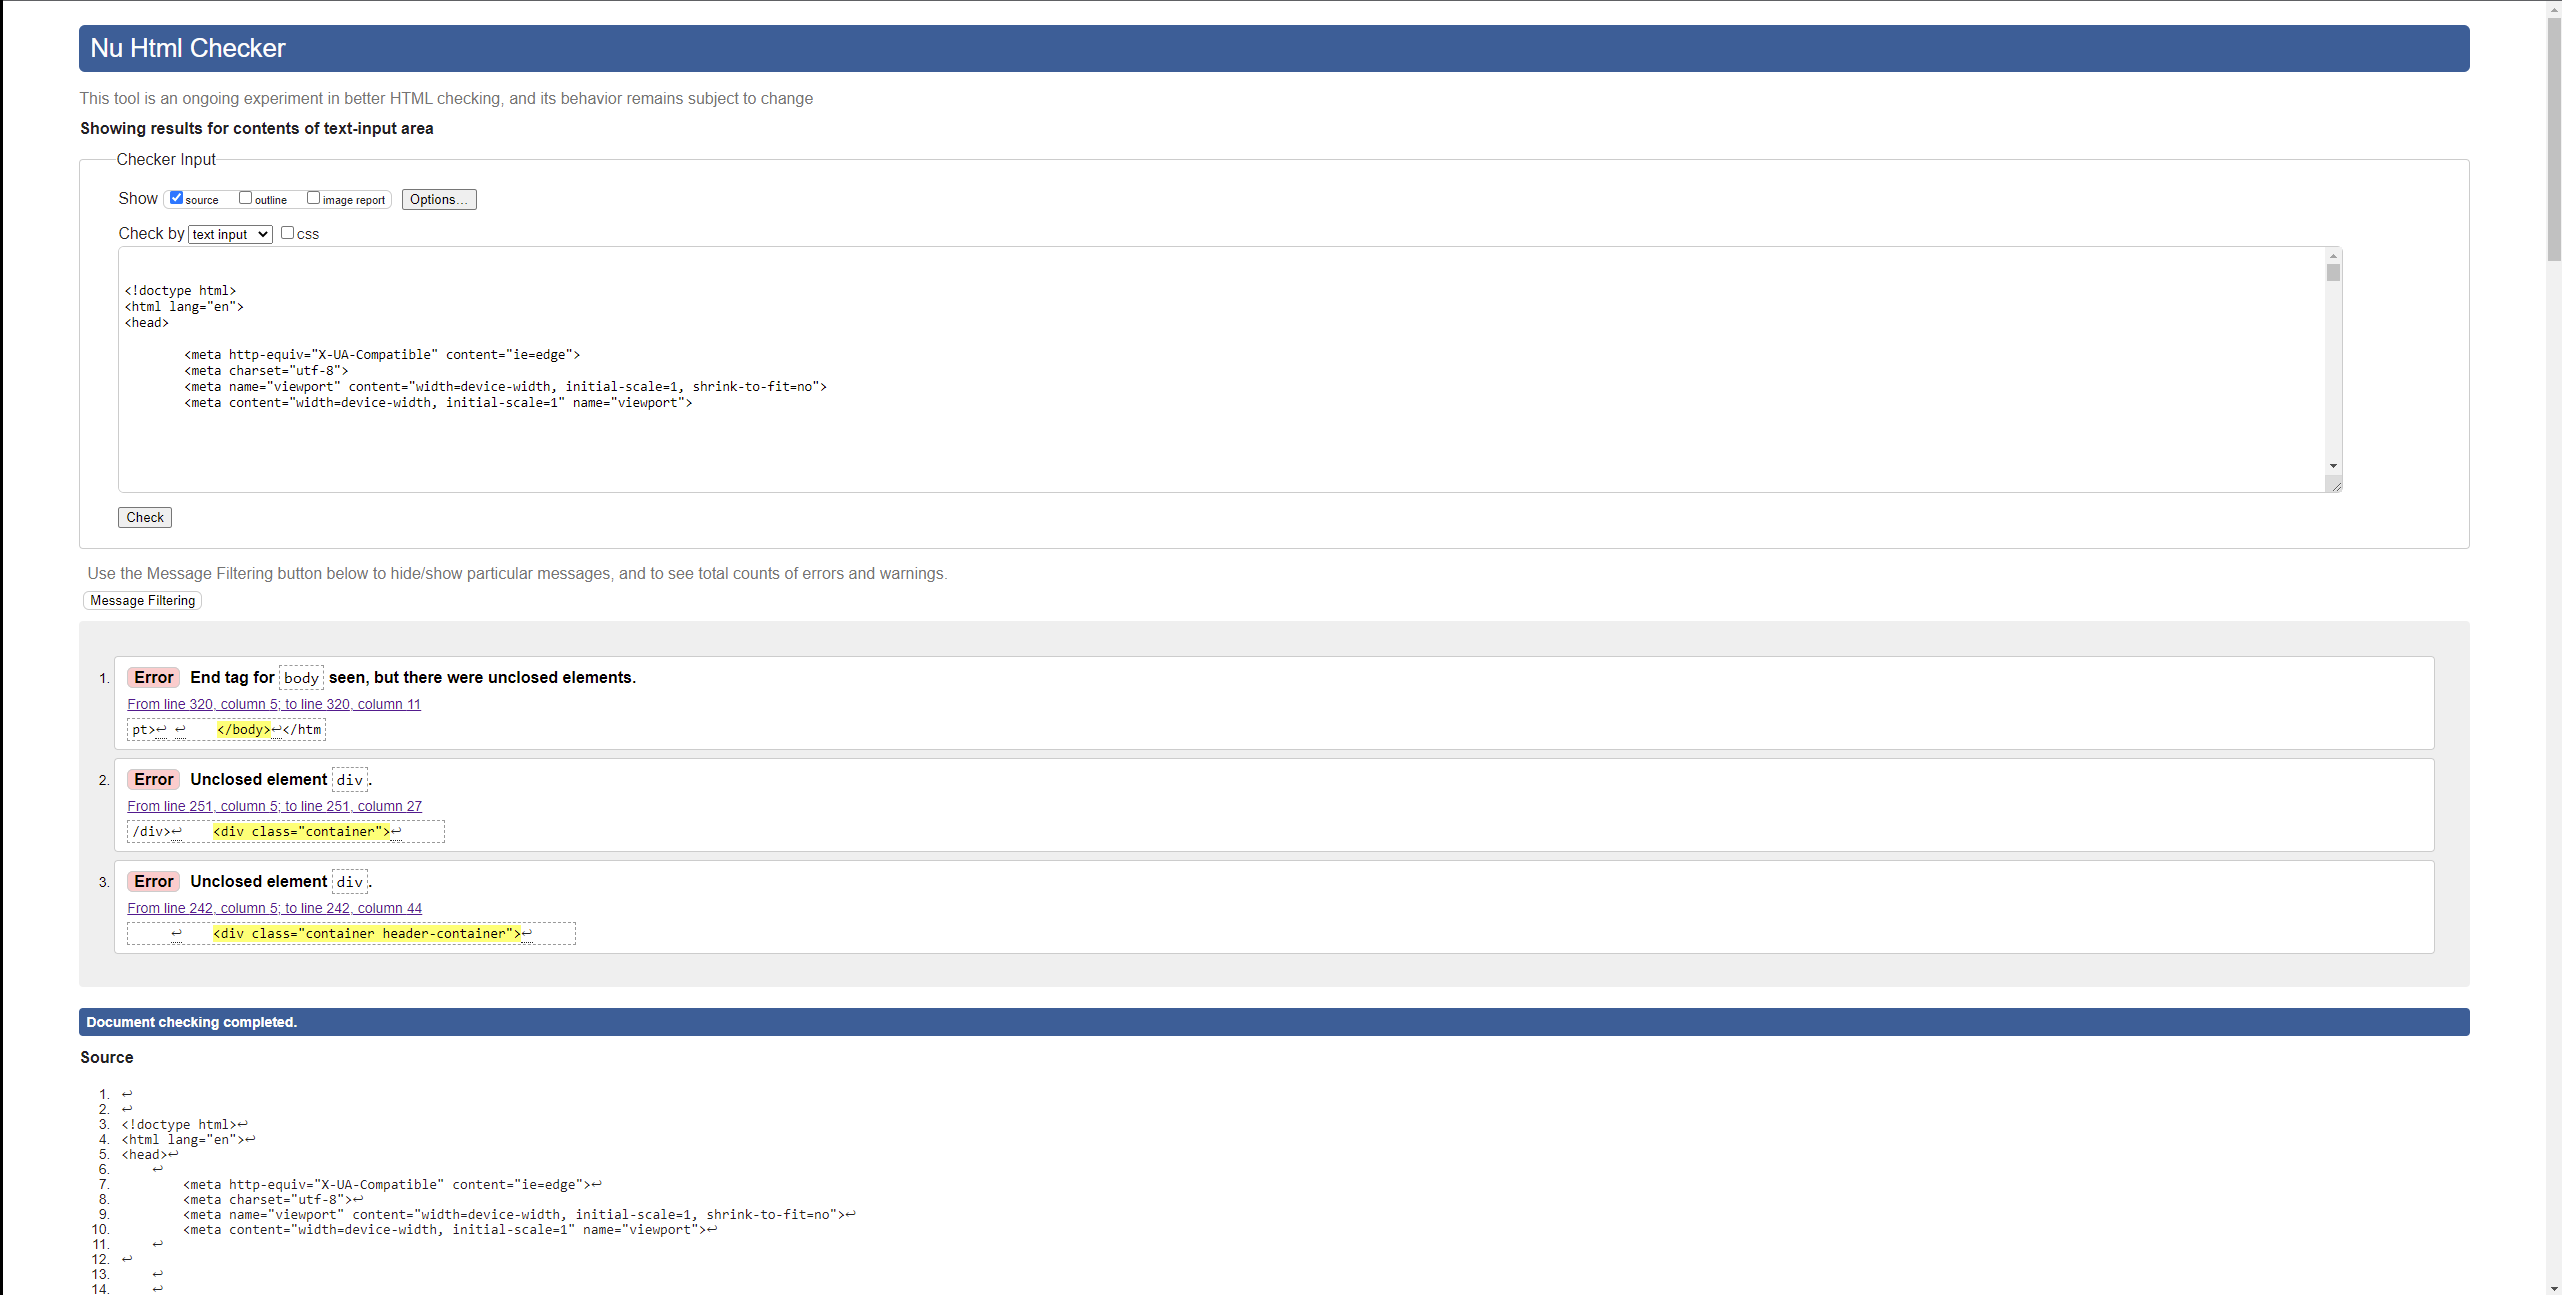 Nu Html Checker
This tool is an ongoing experiment in better HTML checking, and its behavior remains subject to change
Showing results for contents of text-input area
Checker Input
Show source outline image report Options...
Check by text input css
<!doctype html>
<html lang="en">
<head>
<meta http-equiv="X-UA-Compatible" content="ie=edge">
<meta charset="utf-8">
<meta name="viewport" content="width=device-width, initial-scale=1, shrink-to-fit=no">
<meta content="width=device-width, initial-scale=1" name="viewport">
Check
Use the Message Filtering button below to hide/show particular messages, and to see total counts of errors and warnings.
Message Filtering
1. Error End tag for body seen, but there were unclosed elements.
From line 320, column 5; to line 320, column 11
pt>↩ ↩ </body>↩</htm
2. Error Unclosed element div.
From line 251, column 5; to line 251, column 27
/div>↩ <div class="container">↩
3. Error Unclosed element div.
From line 242, column 5; to line 242, column 44
↩ <div class="container header-container">↩
Document checking completed.
Source
1. ↩
2. ↩
3. <!doctype html>↩
4. <html lang="en">↩
5. <head>↩
6. ↩
7. <meta http-equiv="X-UA-Compatible" content="ie=edge">↩
8. <meta charset="utf-8">↩
9. <meta name="viewport" content="width=device-width, initial-scale=1, shrink-to-fit=no">↩
10. <meta content="width=device-width, initial-scale=1" name="viewport">↩
11. ↩
12. ↩
13. ↩
14. ↩